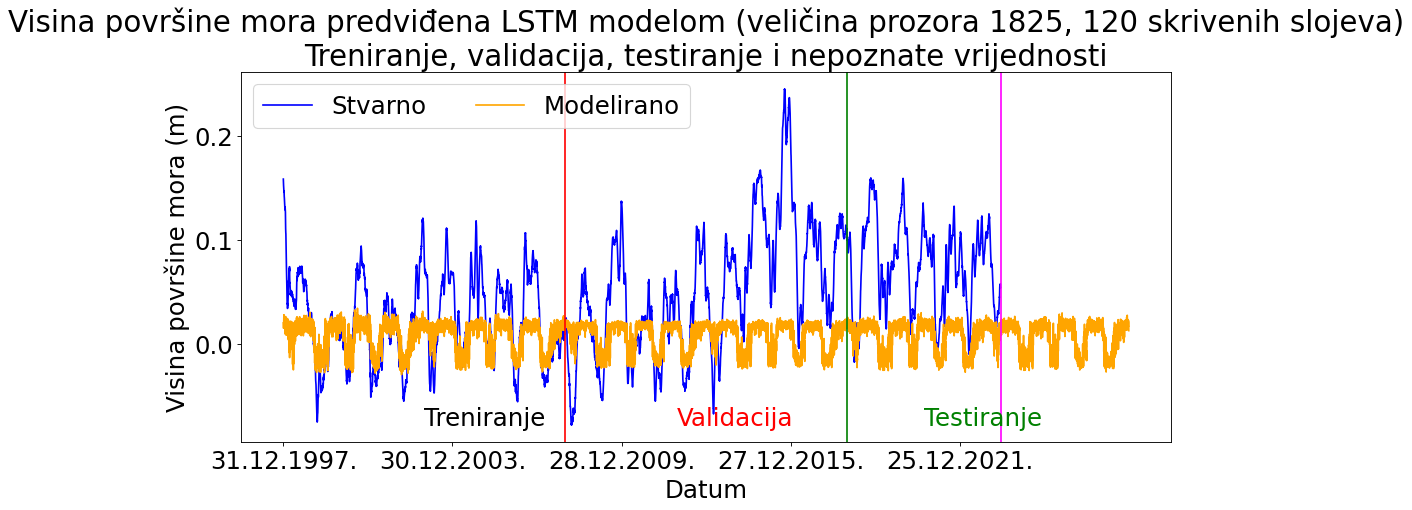 Visina površine mora predviđena LSTM modelom (veličina prozora 1825, 120 skrivenih slojeva)
Treniranje, validacija, testiranje i nepoznate vrijednosti
Stvarno Modelirano
Visina površine mora (m)
0.2
0.1
0.0
Treniranje Validacija Testiranje
31.12.1997. 30.12.2003. 28.12.2009. 27.12.2015. 25.12.2021.
Datum